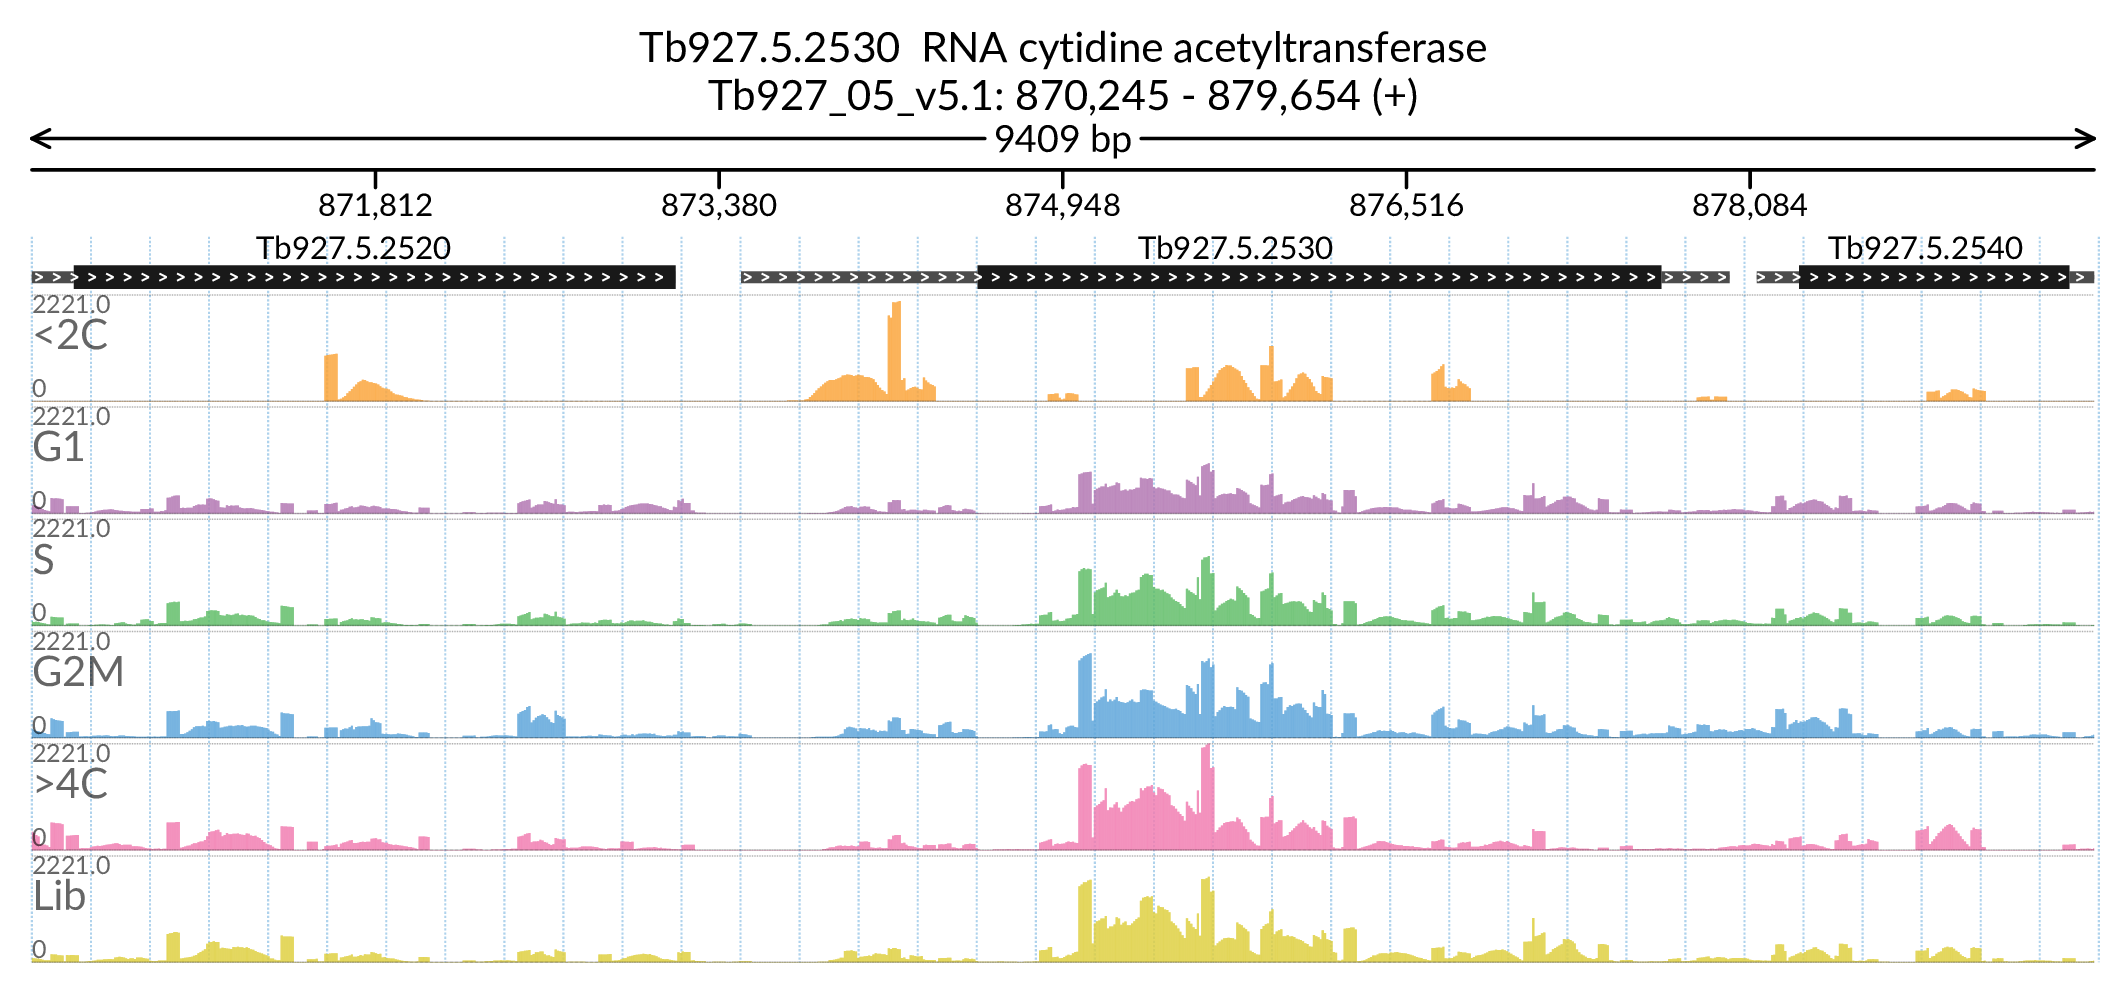 Tb927.5.2530  RNA cytidine acetyltransferase
Tb927_05_v5.1: 870,245 - 879,654 (+)
9409 bp
871,812 873,380 874,948 876,516 878,084
Tb927.5.2520 Tb927.5.2530 Tb927.5.2540
2221.0
<2C
0
2221.0
G1
0
2221.0
S
0
2221.0
G2M
0
2221.0
>4C
0
2221.0
Lib
0